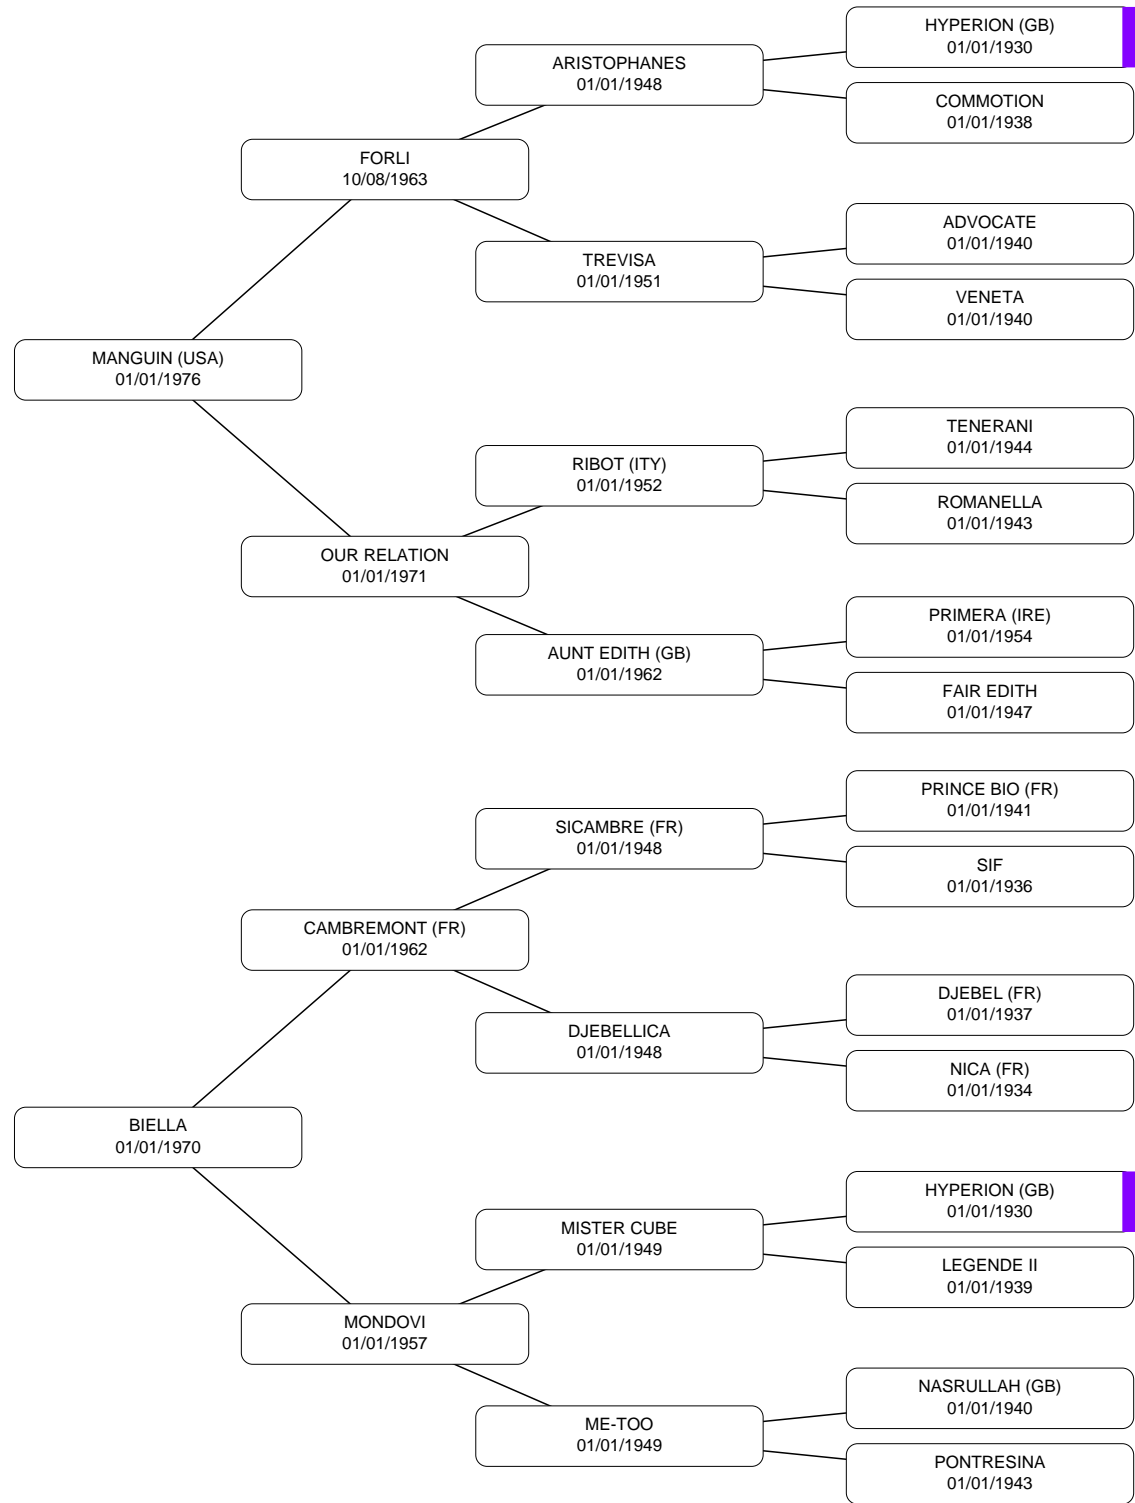 HYPERION (GB)
01/01/1930
ARISTOPHANES
01/01/1948
COMMOTION
01/01/1938
FORLI
10/08/1963
ADVOCATE
01/01/1940
TREVISA
01/01/1951
VENETA
01/01/1940
MANGUIN (USA)
01/01/1976
TENERANI
01/01/1944
RIBOT (ITY)
01/01/1952
ROMANELLA
01/01/1943
OUR RELATION
01/01/1971
PRIMERA (IRE)
01/01/1954
AUNT EDITH (GB)
01/01/1962
FAIR EDITH
01/01/1947
PRINCE BIO (FR)
01/01/1941
SICAMBRE (FR)
01/01/1948
SIF
01/01/1936
CAMBREMONT (FR)
01/01/1962
DJEBEL (FR)
01/01/1937
DJEBELLICA
01/01/1948
NICA (FR)
01/01/1934
BIELLA
01/01/1970
HYPERION (GB)
01/01/1930
MISTER CUBE
01/01/1949
LEGENDE II
01/01/1939
MONDOVI
01/01/1957
NASRULLAH (GB)
01/01/1940
ME-TOO
01/01/1949
PONTRESINA
01/01/1943